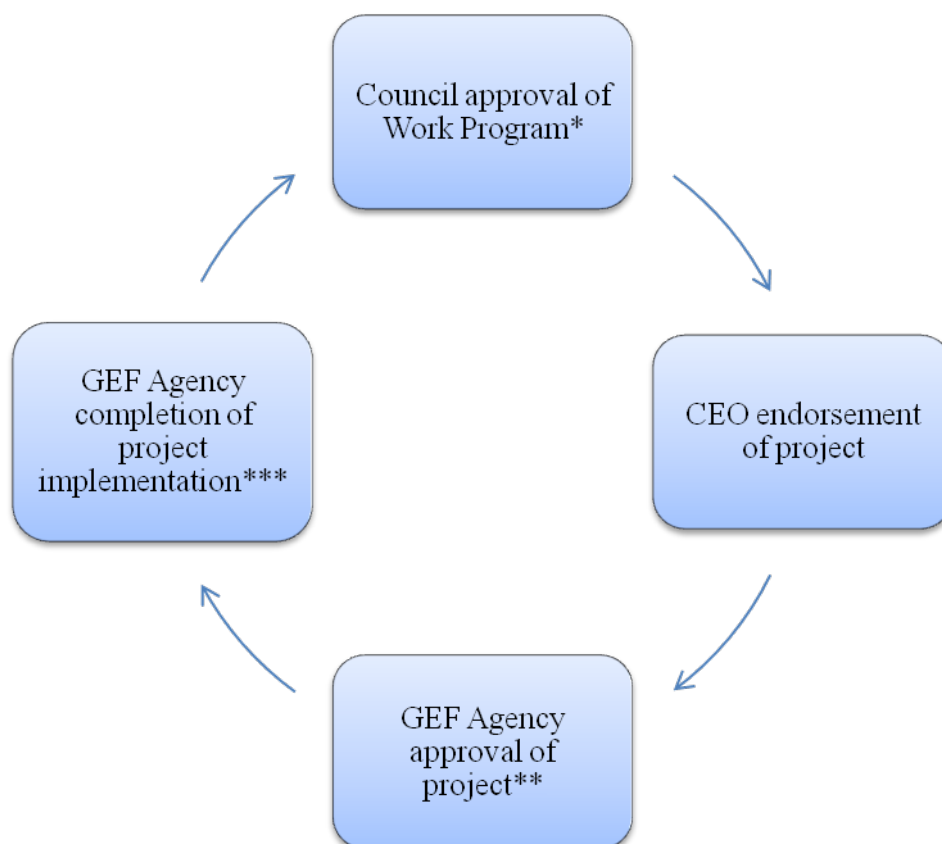 Council approval of
Work Program*
CEO endorsement
of project
GEF Agency
approval of
project**
GEF Agency
completion of
project
implementation***